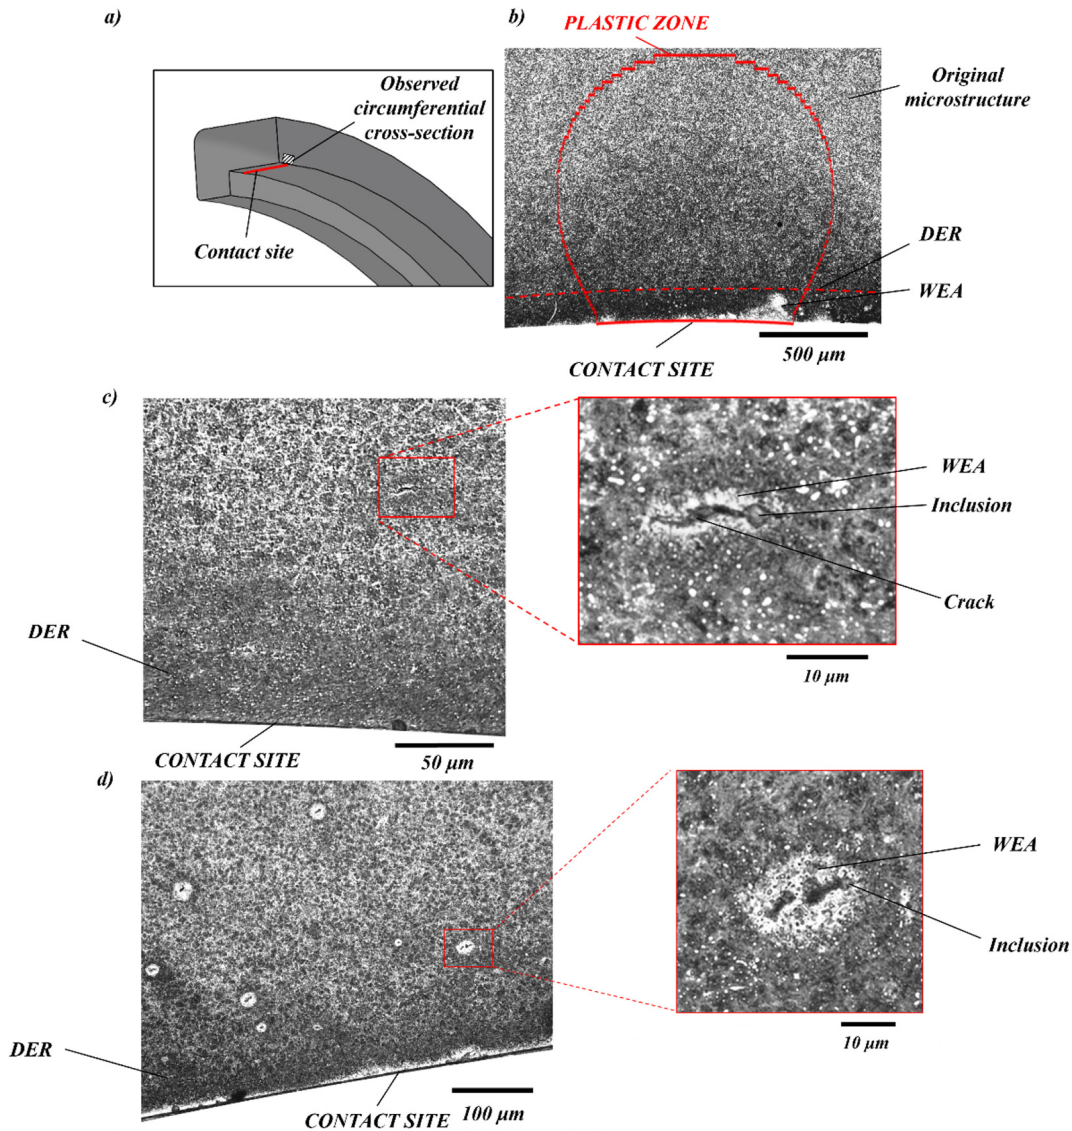 a)
Observed
circumferential
cross-section
Contact site
b)
PLASTIC ZONE
Original
microstructure
DER
WEA
500 μm
CONTACT SITE
c)
DER
CONTACT SITE
50 μm
WEA
Inclusion
Crack
10 μm
d)
DER
CONTACT SITE
100 μm
WEA
Inclusion
10 μm